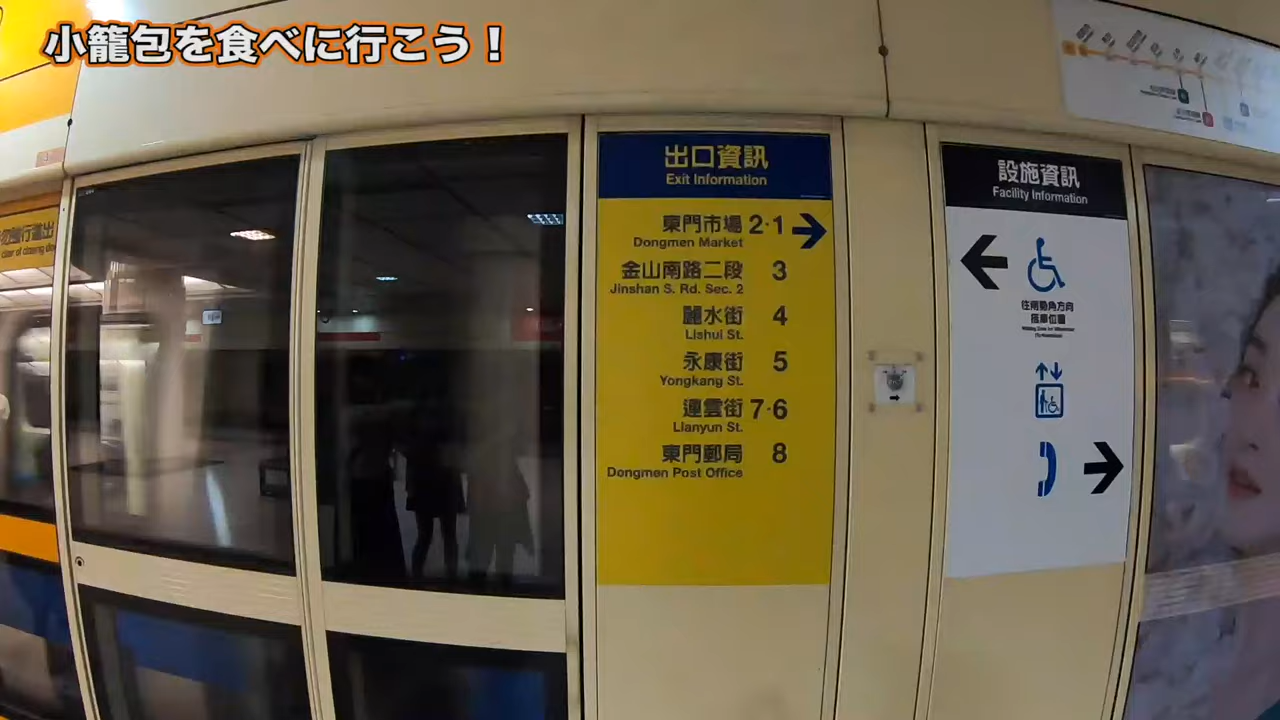 小籠包を食べに行こう！
出口資訊
Exit Information
東門市場 2·1
Dongmen Market
金山南路二段 3
Jinshan S. Rd. Sec. 2
麗水街 4
Lishui St.
永康街 5
Yongkang St.
連雲街 7·6
Lianyun St.
東門郵局 8
Dongmen Post Office
設施資訊
Facility Information